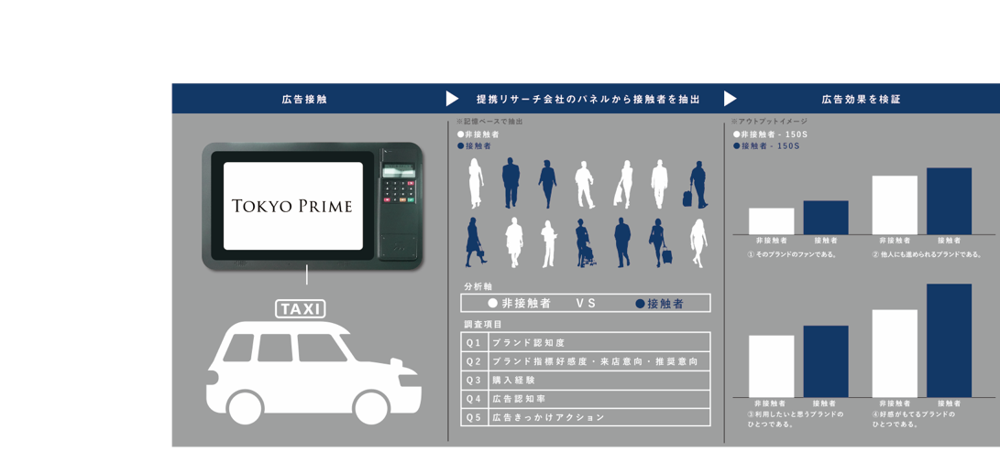 広告接触
提携リサーチ会社のパネルから接触者を抽出
広告効果を検証
TOKYO PRIME
TAXI
※記憶ベースで抽出
●非接触者
●接触者
分析軸
●非接触者 VS ●接触者
調査項目
Q1 ブランド認知度
Q2 ブランド指標好感度・来店意向・推奨意向
Q3 購入経験
Q4 広告認知率
Q5 広告きっかけアクション
※アウトプットイメージ
●非接触者 - 150S
●接触者 - 150S
非接触者 接触者
①そのブランドのファンである。
非接触者 接触者
②他人にも進められるブランドである。
非接触者 接触者
③利用したいと思うブランドの
ひとつである。
非接触者 接触者
④好感がもてるブランドの
ひとつである。